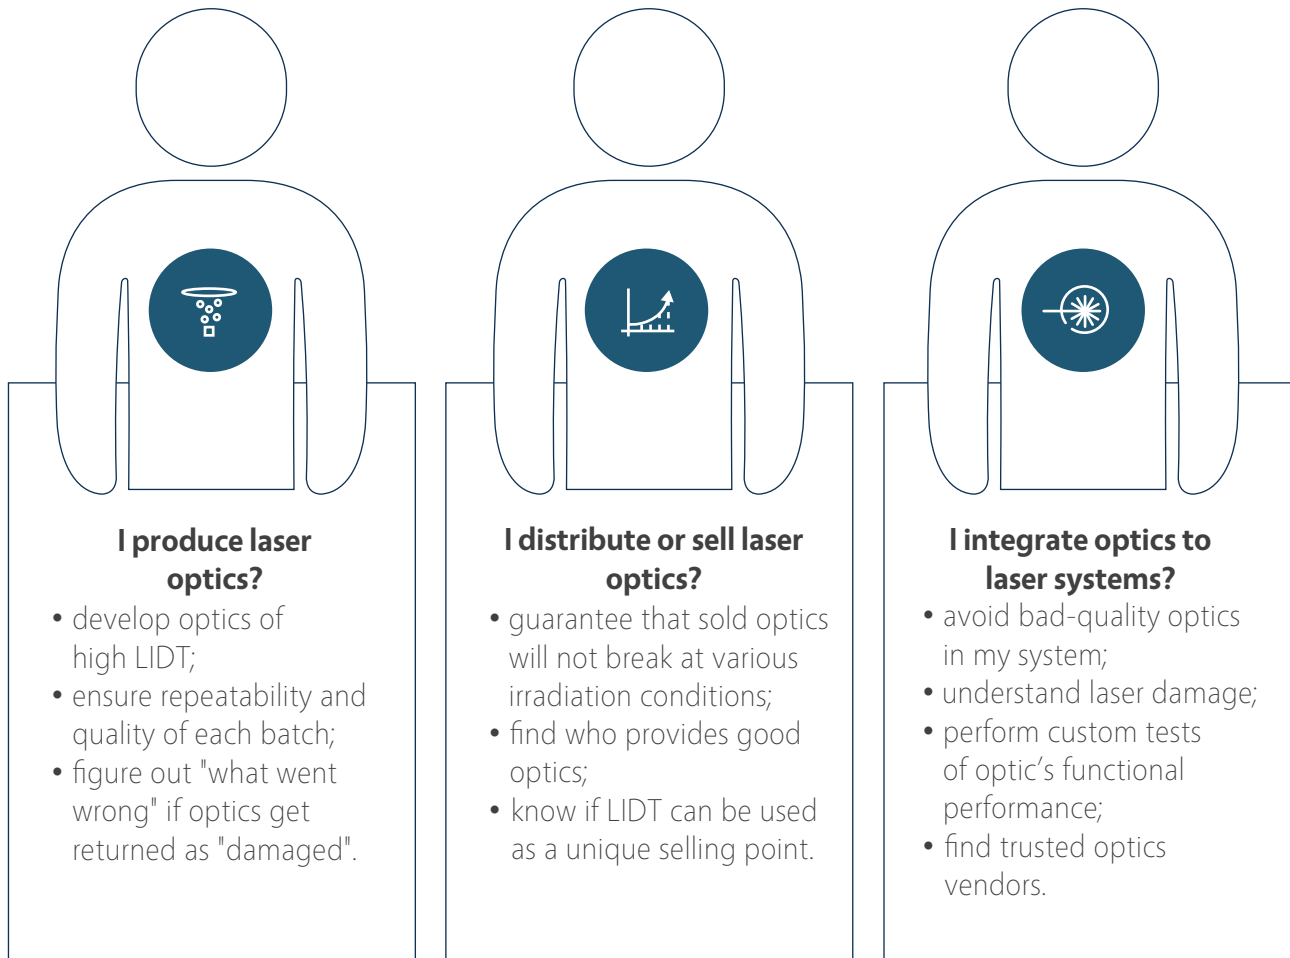 I produce laser
optics?
• develop optics of
high LIDT;
• ensure repeatability and
quality of each batch;
• figure out "what went
wrong" if optics get
returned as "damaged".
I distribute or sell laser
optics?
• guarantee that sold optics
will not break at various
irradiation conditions;
• find who provides good
optics;
• know if LIDT can be used
as a unique selling point.
I integrate optics to
laser systems?
• avoid bad-quality optics
in my system;
• understand laser damage;
• perform custom tests
of optic’s functional
performance;
• find trusted optics
vendors.